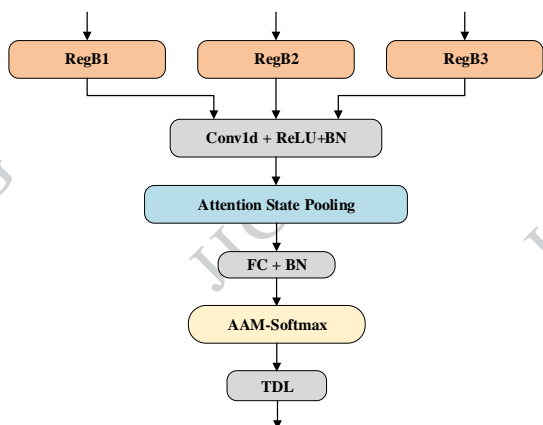 RegB1
RegB2
RegB3
Conv1d + ReLU+BN
Attention State Pooling
FC + BN
AAM-Softmax
TDL